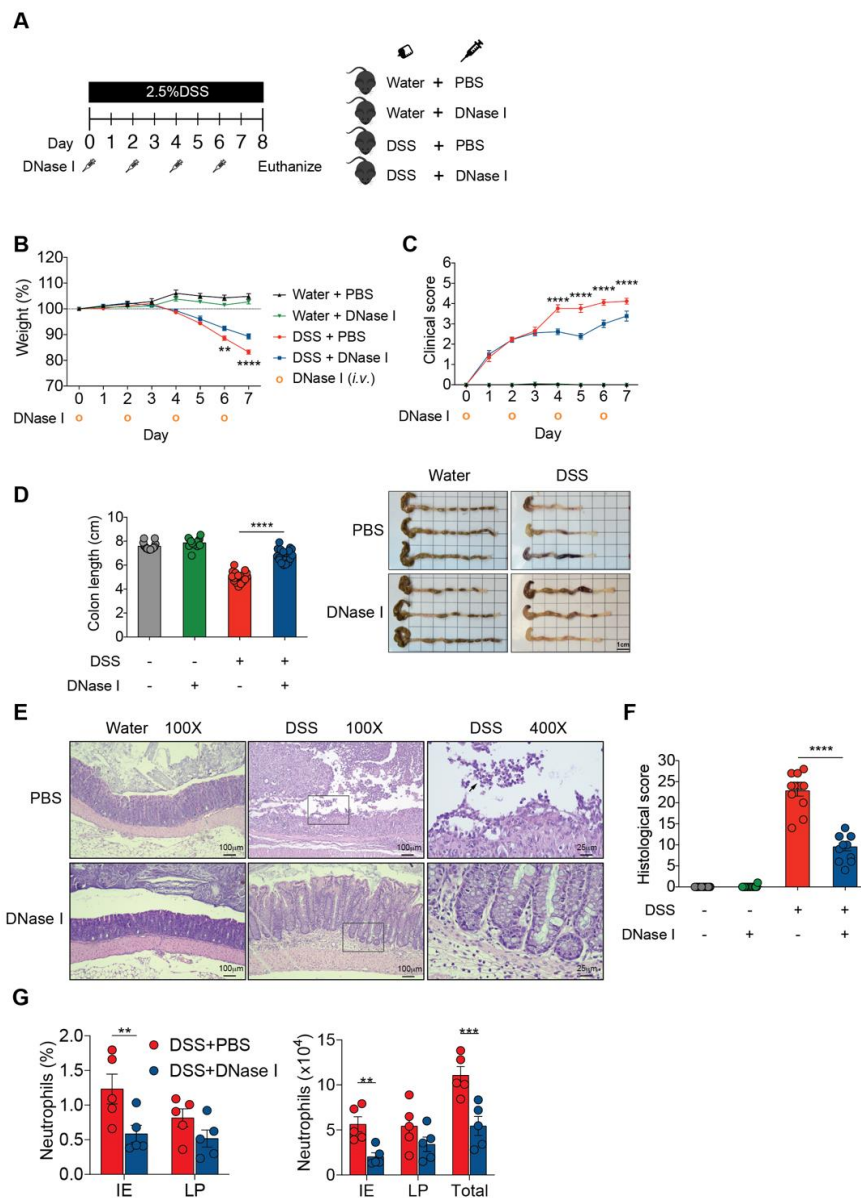 A
2.5%DSS
Day 0 1 2 3 4 5 6 7 8
DNase I Euthanize
Water + PBS
Water + DNase I
DSS + PBS
DSS + DNase I
B
Weight (%)
120
110
100
90
80
70
** ****
0 1 2 3 4 5 6 7
DNase I
Day
Water + PBS
Water + DNase I
DSS + PBS
DSS + DNase I
DNase I (i.v.)
C
Clinical score
6
5
4
3
2
1
0
**** **** **** ****
0 1 2 3 4 5 6 7
DNase I
Day
D
Colon length (cm)
10
8
6
4
2
0
****
DSS - - + +
DNase I - + - +
Water DSS
PBS
DNase I
1cm
E
Water 100X DSS 100X DSS 400X
PBS
100μm 100μm 25μm
DNase I
100μm 100μm 25μm
F
Histological score
30
25
20
15
10
5
0
****
DSS - - + +
DNase I - + - +
G
Neutrophils (%)
2.0
1.5
1.0
0.5
0.0
**
DSS+PBS
DSS+DNase I
IE LP
Neutrophils (x10⁴)
15
10
5
0
** ***
IE LP Total